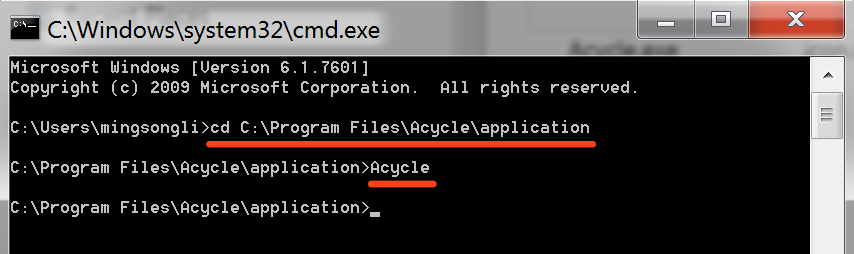 C:\Windows\system32\cmd.exe
Microsoft Windows [Version 6.1.7601]
Copyright (c) 2009 Microsoft Corporation.  All rights reserved.
C:\Users\mingsongli>cd C:\Program Files\Acycle\application
C:\Program Files\Acycle\application>Acycle
C:\Program Files\Acycle\application>_